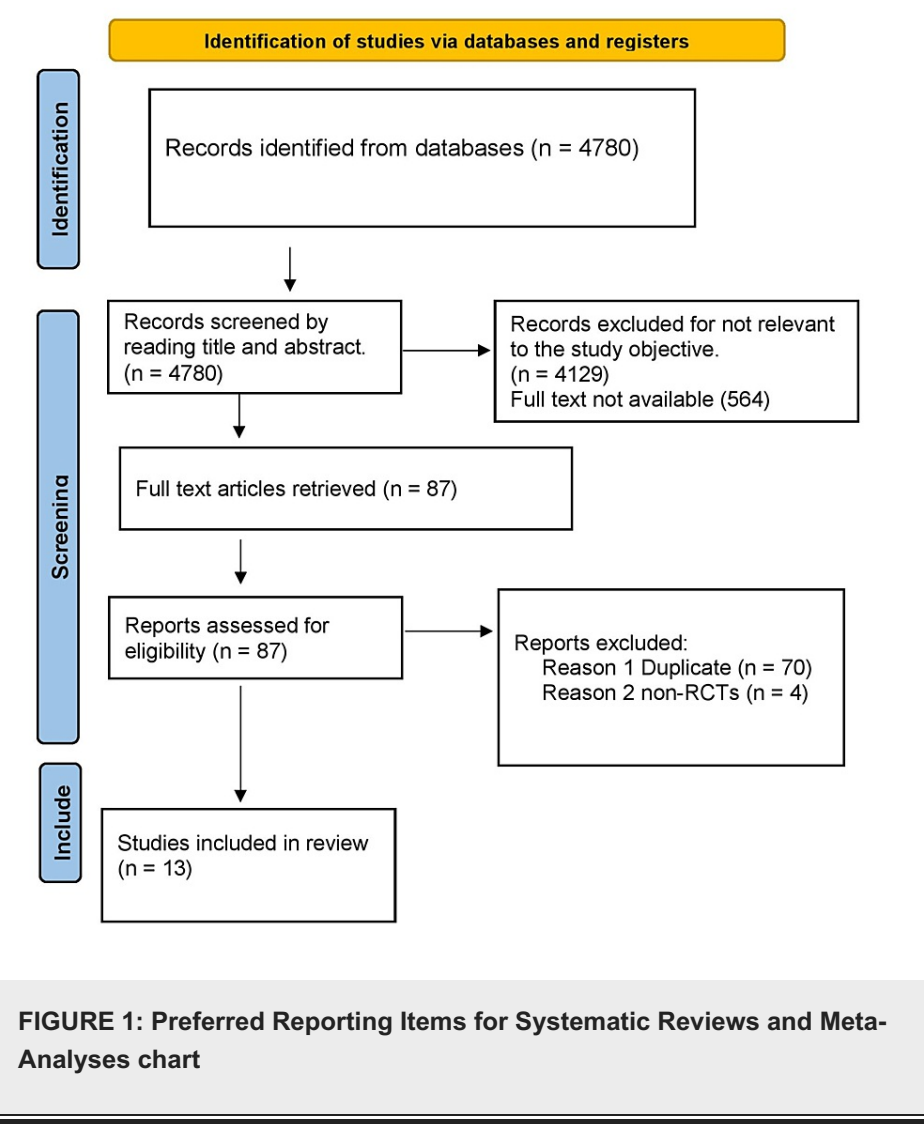 Identification of studies via databases and registers
Identification
Records identified from databases (n = 4780)
Records screened by
reading title and abstract.
(n = 4780)
Records excluded for not relevant
to the study objective.
(n = 4129)
Full text not available (564)
Screening
Full text articles retrieved (n = 87)
Reports assessed for
eligibility (n = 87)
Reports excluded:
Reason 1 Duplicate (n = 70)
Reason 2 non-RCTs (n = 4)
Include
Studies included in review
(n = 13)
FIGURE 1: Preferred Reporting Items for Systematic Reviews and Meta-
Analyses chart